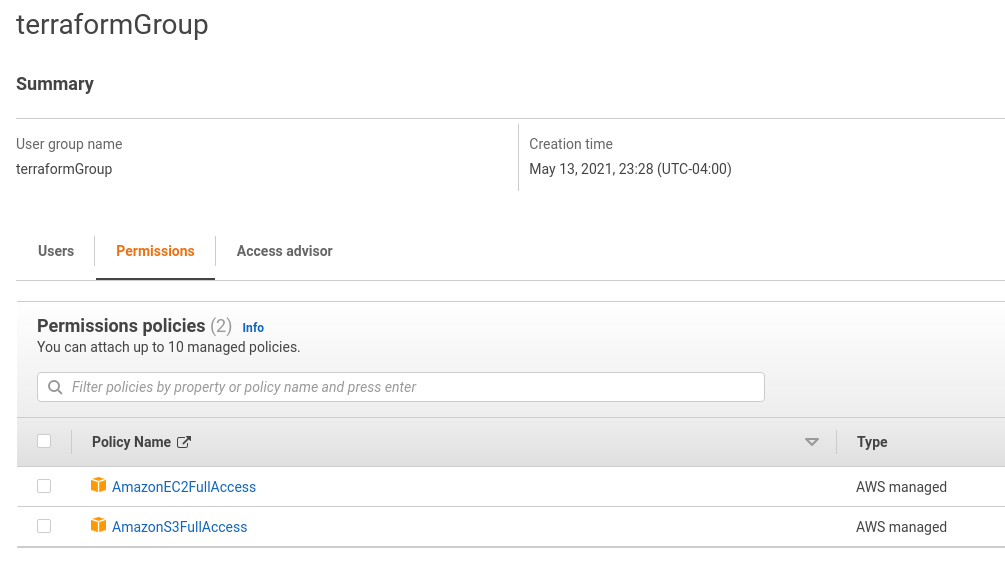 terraformGroup
Summary
User group name
terraformGroup
Creation time
May 13, 2021, 23:28 (UTC-04:00)
Users Permissions Access advisor
Permissions policies (2) Info
You can attach up to 10 managed policies.
Filter policies by property or policy name and press enter
Policy Name Type
AmazonEC2FullAccess AWS managed
AmazonS3FullAccess AWS managed